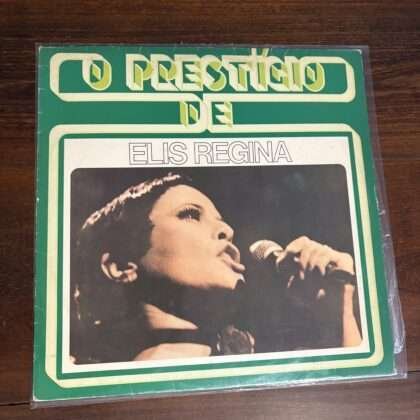 O PRESTÍGIO
DE
ELIS REGINA